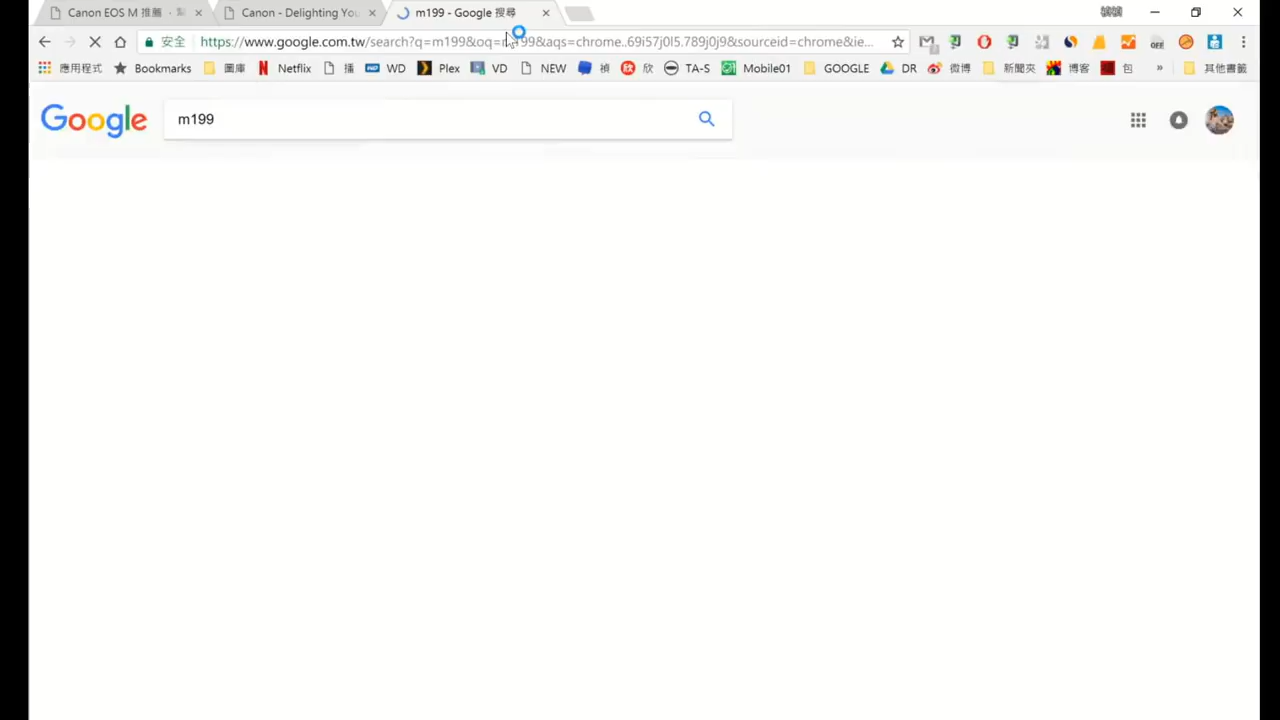 Canon EOS M 推薦
Canon - Delighting You
m199 - Google 搜尋
安全 https://www.google.com.tw/search?q=m199&oq=m199&aqs=chrome..69i57j0l5.789j0j9&sourceid=chrome&ie...
應用程式 Bookmarks 圖庫 Netflix 播 WD Plex VD NEW 禎 欣 TA-S Mobile01 GOOGLE DR 微博 新聞夾 博客 包 » 其他書籤
Google m199